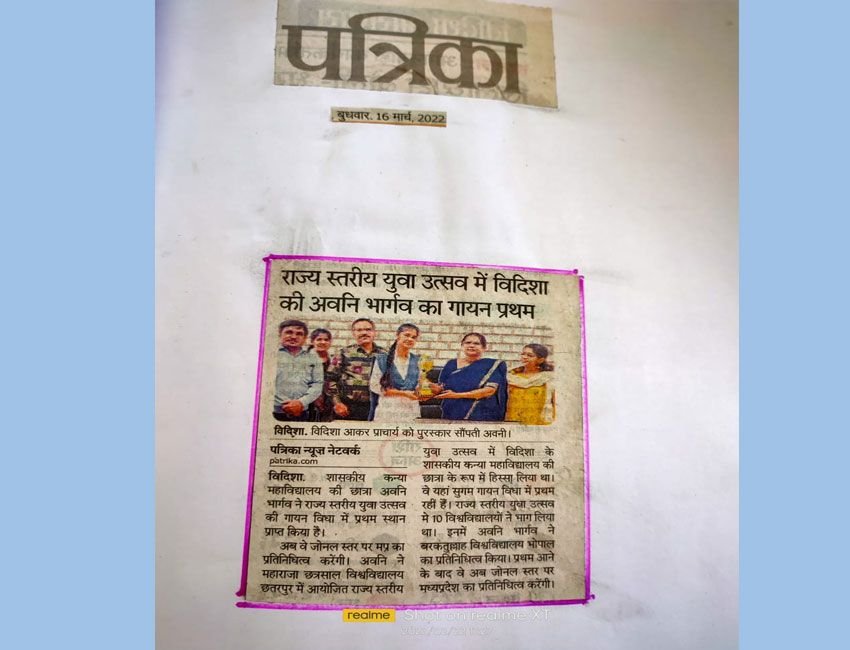 पत्रिका
बुधवार. 16 मार्च, 2022
राज्य स्तरीय युवा उत्सव में विदिशा
की अवनि भार्गव का गायन प्रथम
विदिशा. विदिशा आकर प्राचार्य को पुरस्कार सौंपती अवनी।
पत्रिका न्यूज नेटवर्क
patrika.com
विदिशा. शासकीय कन्या
महाविद्यालय की छात्रा अवनि
भार्गव ने राज्य स्तरीय युवा उत्सव
की गायन विधा में प्रथम स्थान
प्राप्त किया है।
अब वे जोनल स्तर पर मप्र का
प्रतिनिधित्व करेंगी। अवनि ने
महाराजा छत्रसाल विश्वविद्यालय
छतरपुर में आयोजित राज्य स्तरीय
युवा उत्सव में विदिशा के
शासकीय कन्या महाविद्यालय की
छात्रा के रूप में हिस्सा लिया था।
वे यहां सुगम गायन विधा में प्रथम
रहीं हैं। राज्य स्तरीय युवा उत्सव
मे 10 विश्वविद्यालयों ने भाग लिया
था। इनमें अवनि भार्गव ने
बरकतुल्लाह विश्वविद्यालय भोपाल
का प्रतिनिधित्व किया। प्रथम आने
के बाद वे अब जोनल स्तर पर
मध्यप्रदेश का प्रतिनिधित्व करेंगी।
realme Shot on realme XT